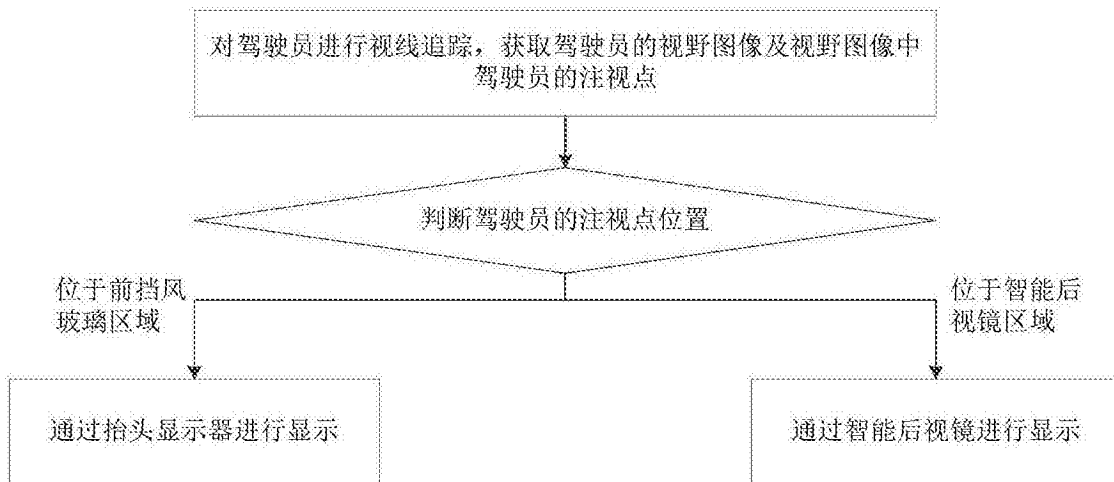 对驾驶员进行视线追踪，获取驾驶员的视野图像及视野图像中
驾驶员的注视点
判断驾驶员的注视点位置
位于前挡风
玻璃区域
位于智能后
视镜区域
通过抬头显示器进行显示
通过智能后视镜进行显示